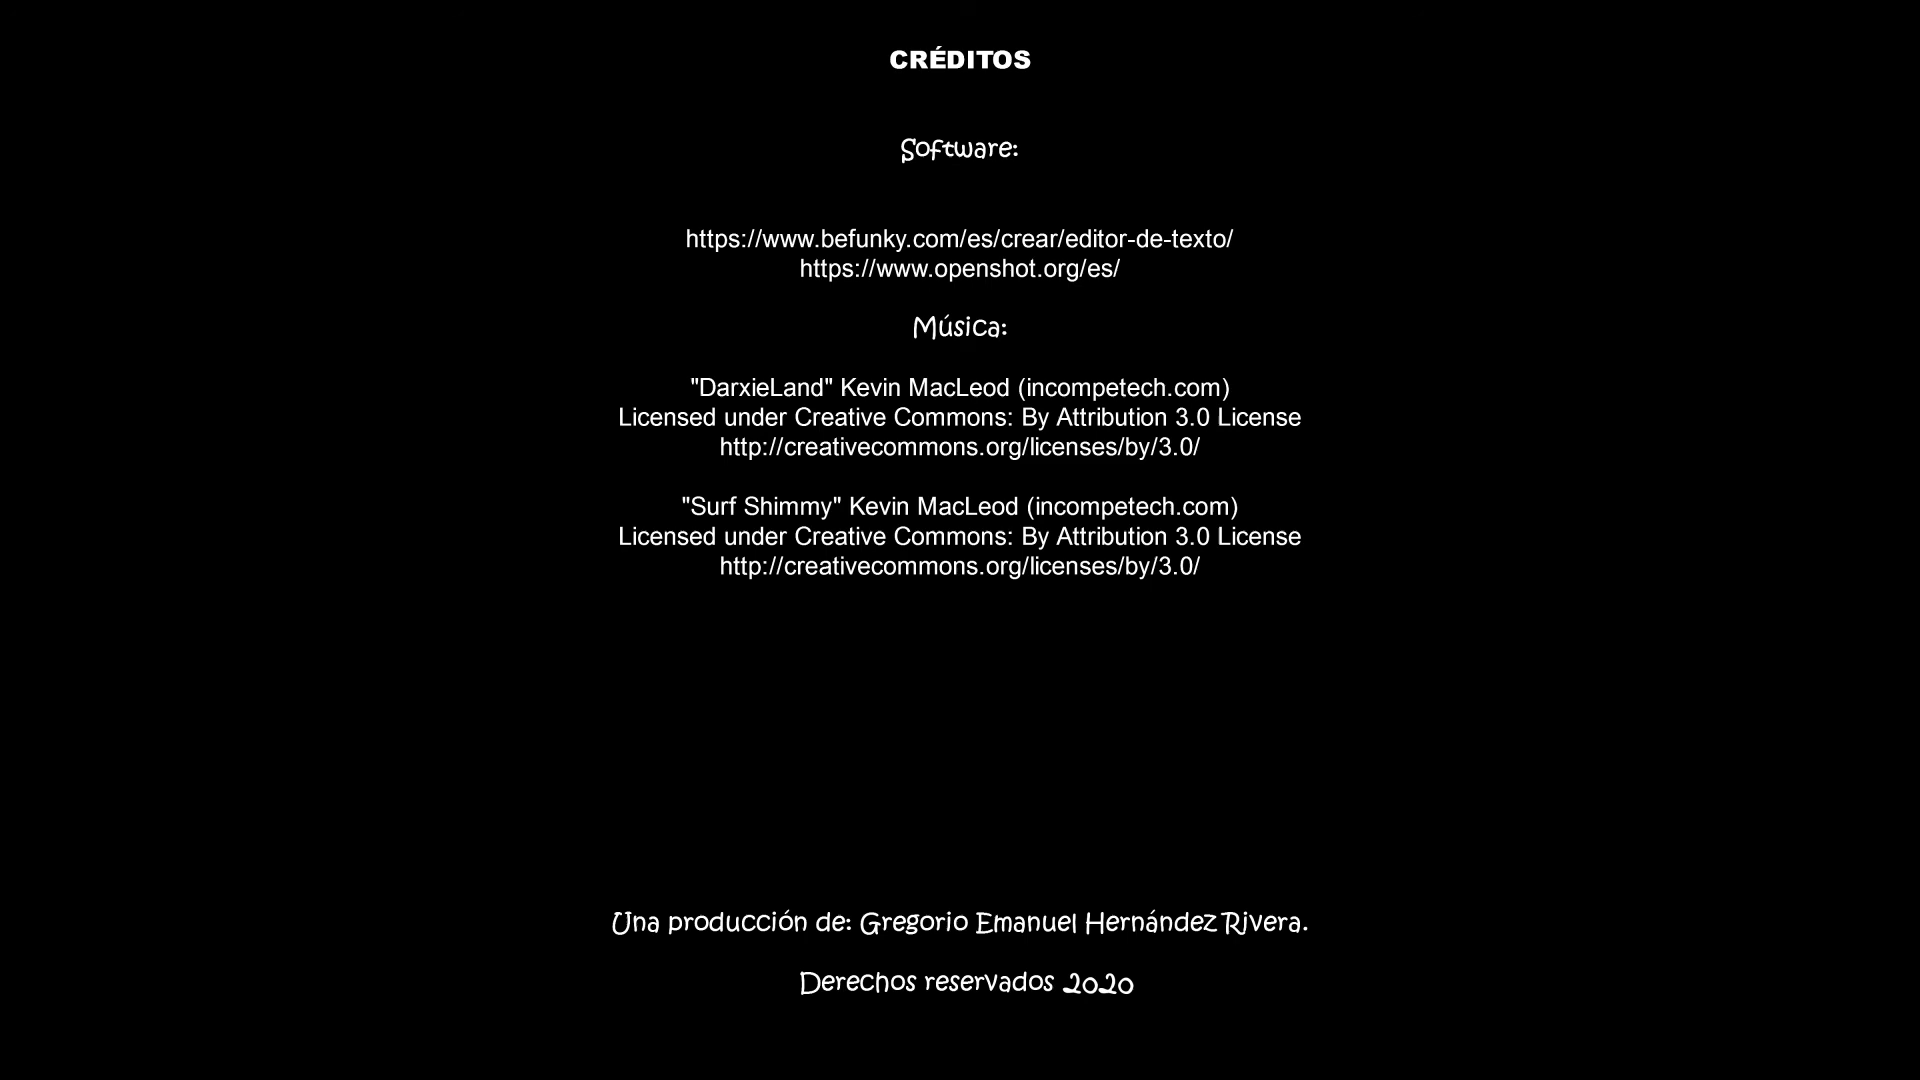 CRÉDITOS
Software:
https://www.befunky.com/es/crear/editor-de-texto/
https://www.openshot.org/es/
Música:
"DarxieLand" Kevin MacLeod (incompetech.com)
Licensed under Creative Commons: By Attribution 3.0 License
http://creativecommons.org/licenses/by/3.0/
"Surf Shimmy" Kevin MacLeod (incompetech.com)
Licensed under Creative Commons: By Attribution 3.0 License
http://creativecommons.org/licenses/by/3.0/
Una producción de: Gregorio Emanuel Hernández Rivera.
Derechos reservados 2020